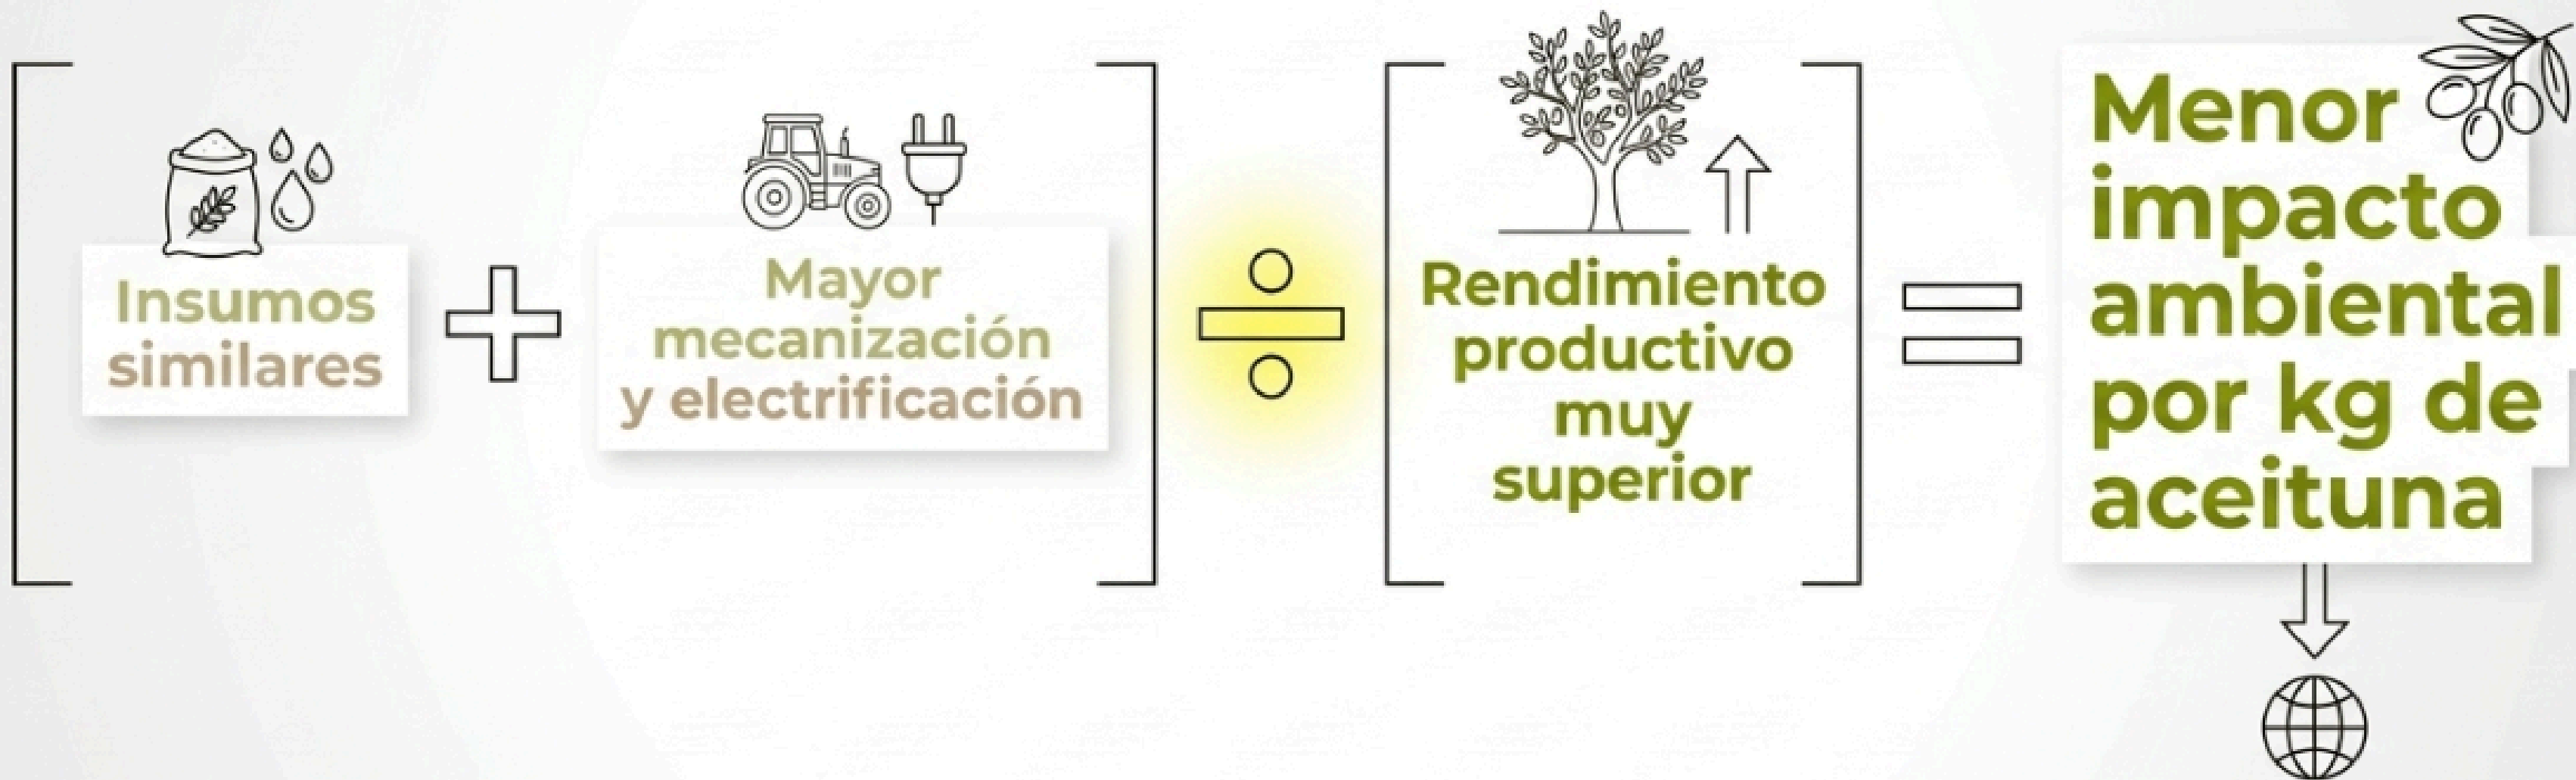 Insumos
similares
Mayor
mecanización
y electrificación
Rendimiento
productivo
muy
superior
Menor
impacto
ambiental
por kg de
aceituna